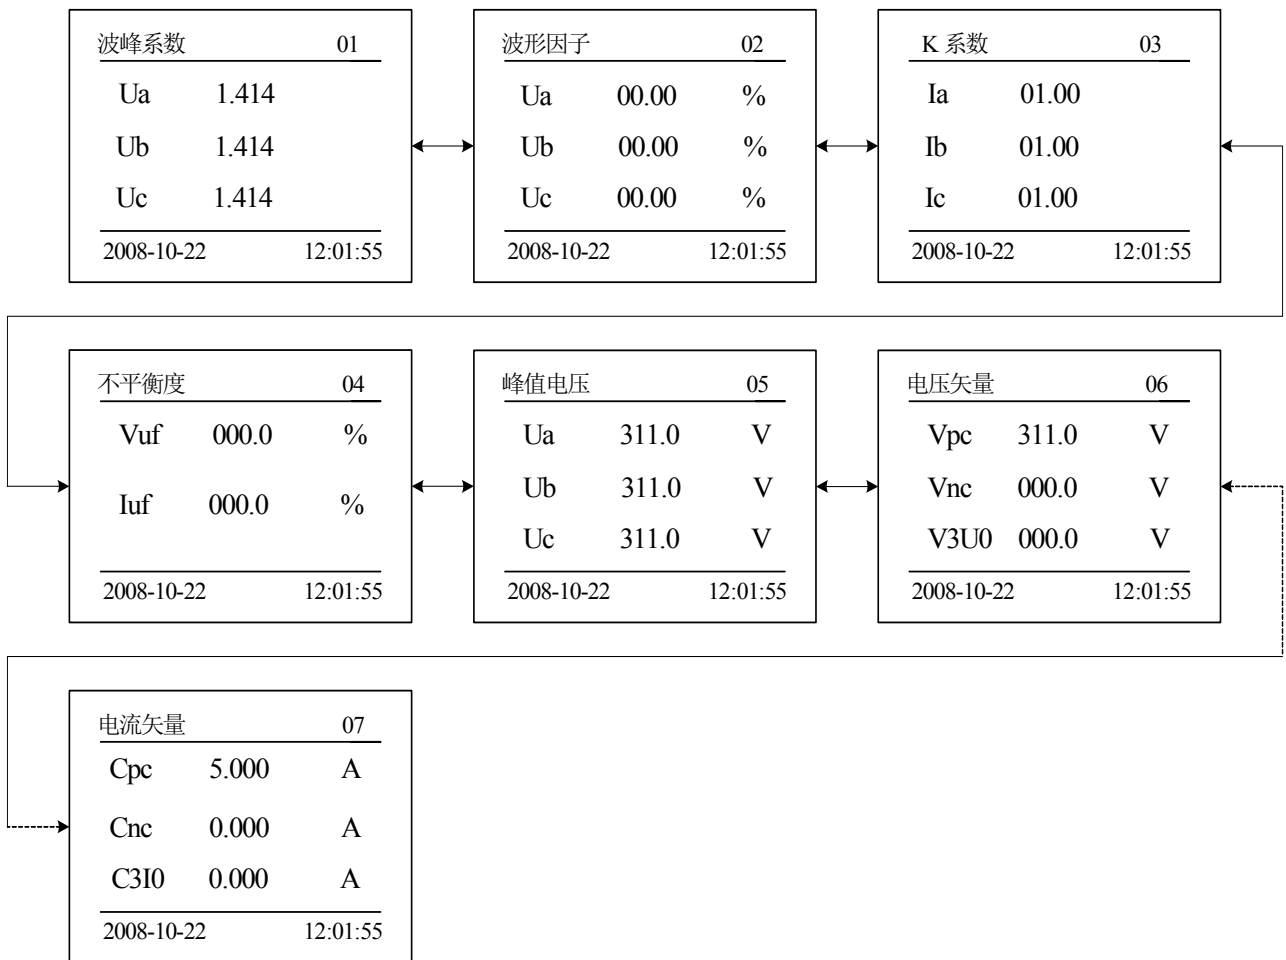 波峰系数 01
Ua 1.414
Ub 1.414
Uc 1.414
2008-10-22 12:01:55
波形因子 02
Ua 00.00 %
Ub 00.00 %
Uc 00.00 %
2008-10-22 12:01:55
K 系数 03
Ia 01.00
Ib 01.00
Ic 01.00
2008-10-22 12:01:55
不平衡度 04
Vuf 000.0 %
Iuf 000.0 %
2008-10-22 12:01:55
峰值电压 05
Ua 311.0 V
Ub 311.0 V
Uc 311.0 V
2008-10-22 12:01:55
电压矢量 06
Vpc 311.0 V
Vnc 000.0 V
V3U0 000.0 V
2008-10-22 12:01:55
电流矢量 07
Cpc 5.000 A
Cnc 0.000 A
C3I0 0.000 A
2008-10-22 12:01:55